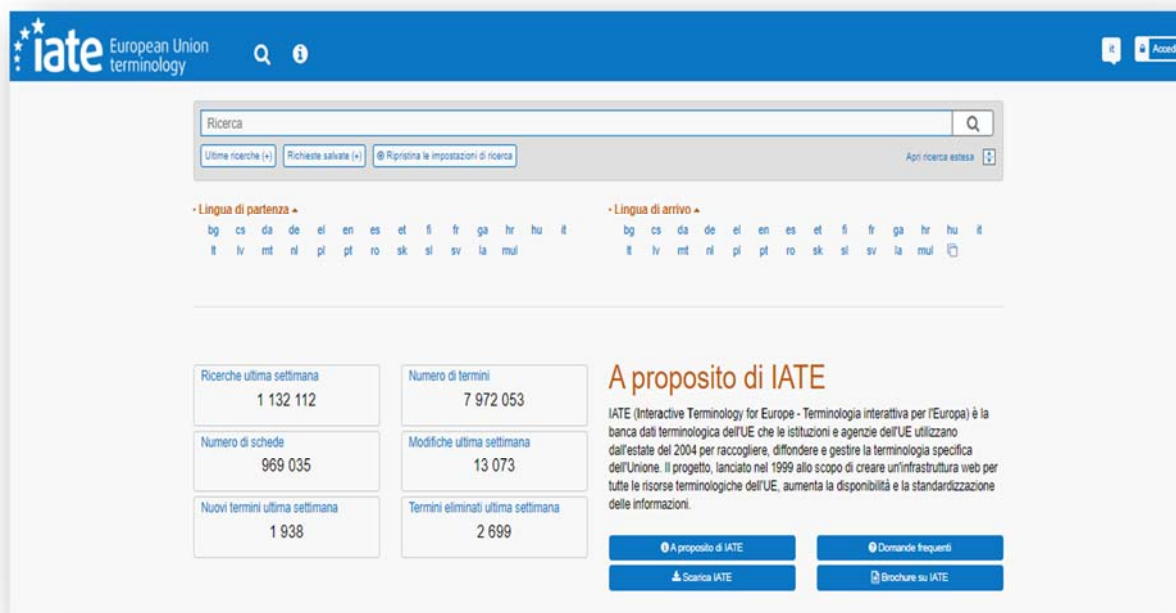 iate European Union
terminology
it
Acced
Ricerca
Ultime ricerche (+) Richieste salvate (+) Ripristina le impostazioni di ricerca Apri ricerca estesa
Lingua di partenza
bg cs da de el en es et fi fr ga hr hu it
lt lv mt nl pl pt ro sk sl sv la mul
Lingua di arrivo
bg cs da de el en es et fi fr ga hr hu it
lt lv mt nl pl pt ro sk sl sv la mul
Ricerche ultima settimana
1 132 112
Numero di termini
7 972 053
Numero di schede
969 035
Modifiche ultima settimana
13 073
Nuovi termini ultima settimana
1 938
Termini eliminati ultima settimana
2 699
A proposito di IATE
IATE (Interactive Terminology for Europe - Terminologia interattiva per l'Europa) è la
banca dati terminologica dell'UE che le istituzioni e agenzie dell'UE utilizzano
dall'estate del 2004 per raccogliere, diffondere e gestire la terminologia specifica
dell'Unione. Il progetto, lanciato nel 1999 allo scopo di creare un'infrastruttura web per
tutte le risorse terminologiche dell'UE, aumenta la disponibilità e la standardizzazione
delle informazioni.
A proposito di IATE
Domande frequenti
Scarica IATE
Brochure su IATE